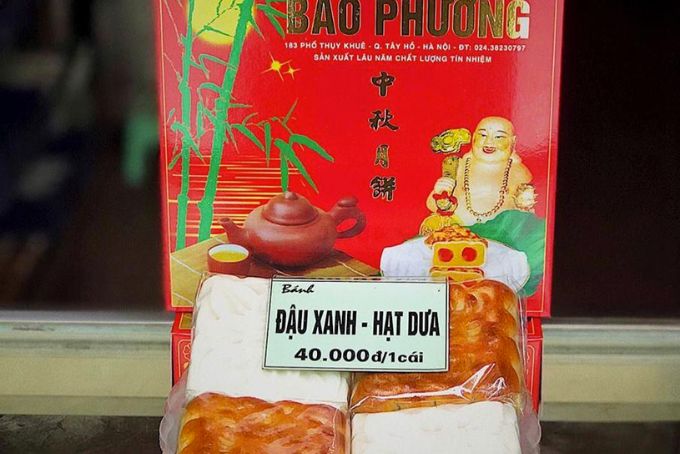 BẢO PHƯƠNG
183 PHỐ THỤY KHUÊ - Q. TÂY HỒ - HÀ NỘI - ĐT: 024.38230797
SẢN XUẤT LÂU NĂM CHẤT LƯỢNG TÍN NHIỆM
中秋月餅
Bánh
ĐẬU XANH - HẠT DƯA
40.000đ/1cái